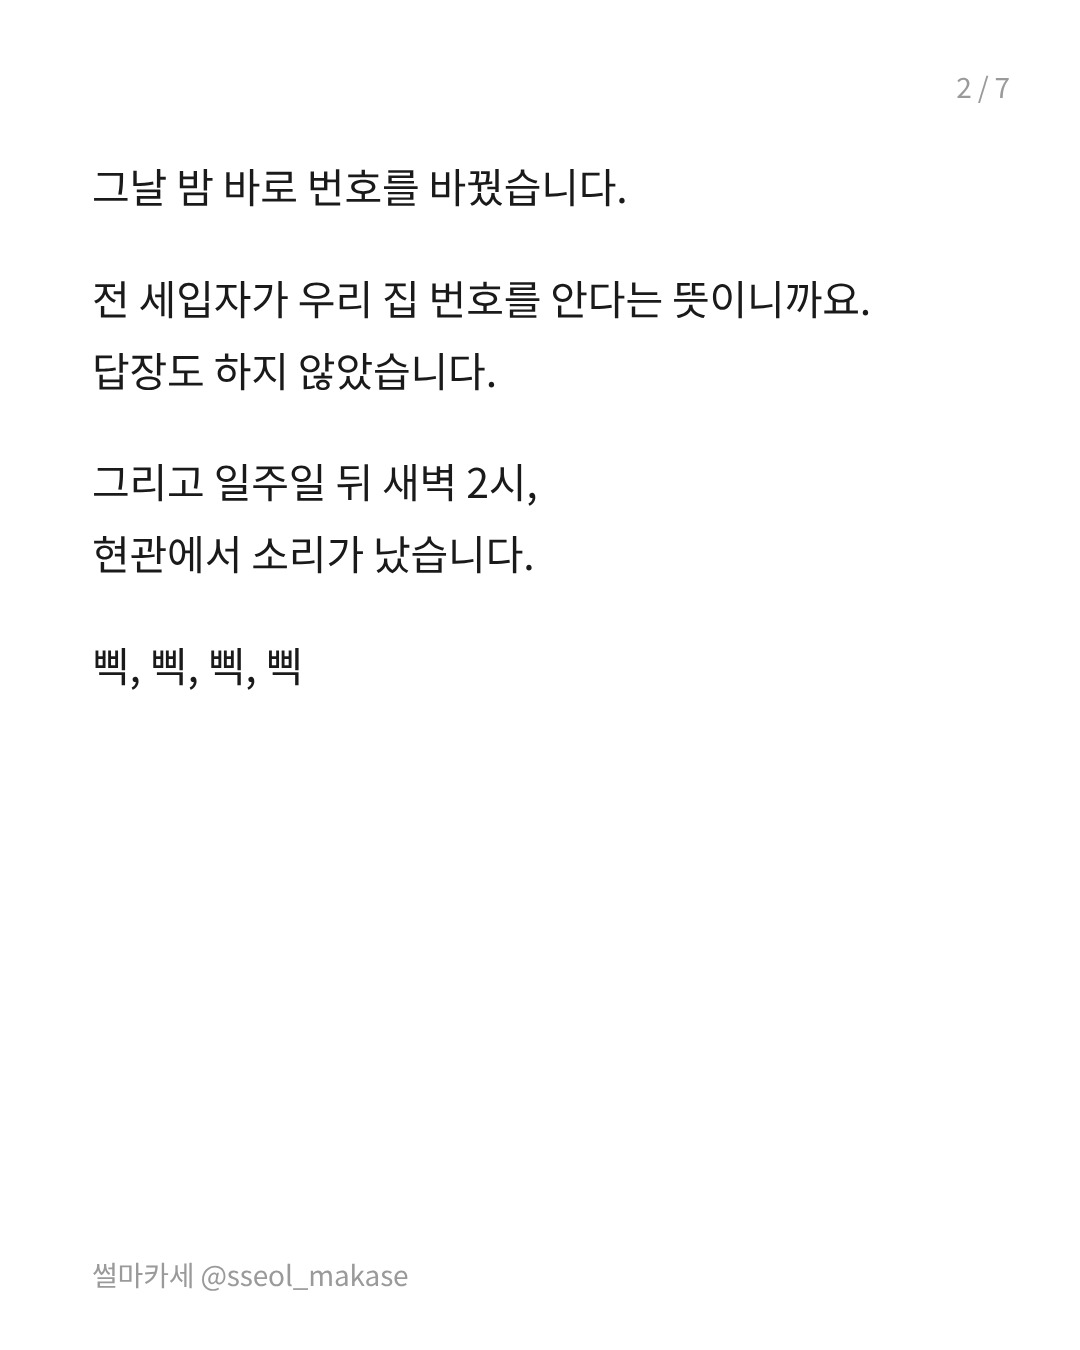 2 / 7
그날 밤 바로 번호를 바꿨습니다.
전 세입자가 우리 집 번호를 안다는 뜻이니까요.
답장도 하지 않았습니다.
그리고 일주일 뒤 새벽 2시,
현관에서 소리가 났습니다.
삑, 삑, 삑, 삑
썰마카세 @sseol_makase